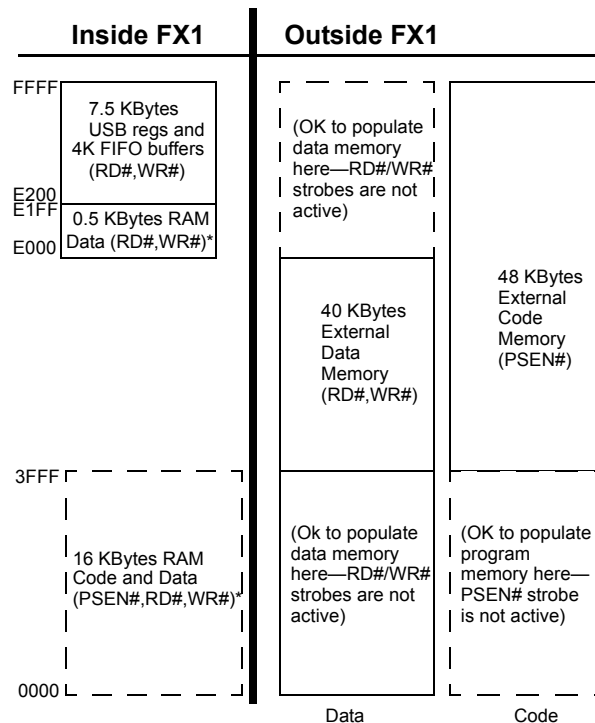 Inside FX1
Outside FX1
FFFF
7.5 KBytes
USB regs and
4K FIFO buffers
(RD#,WR#)
E200
E1FF
0.5 KBytes RAM
Data (RD#,WR#)*
E000
(OK to populate
data memory
here—RD#/WR#
strobes are not
active)
40 KBytes
External
Data
Memory
(RD#,WR#)
48 KBytes
External
Code
Memory
(PSEN#)
3FFF
16 KBytes RAM
Code and Data
(PSEN#,RD#,WR#)*
(Ok to populate
data memory
here—RD#/WR#
strobes are not
active)
(OK to populate
program
memory here—
PSEN# strobe
is not active)
0000
Data
Code